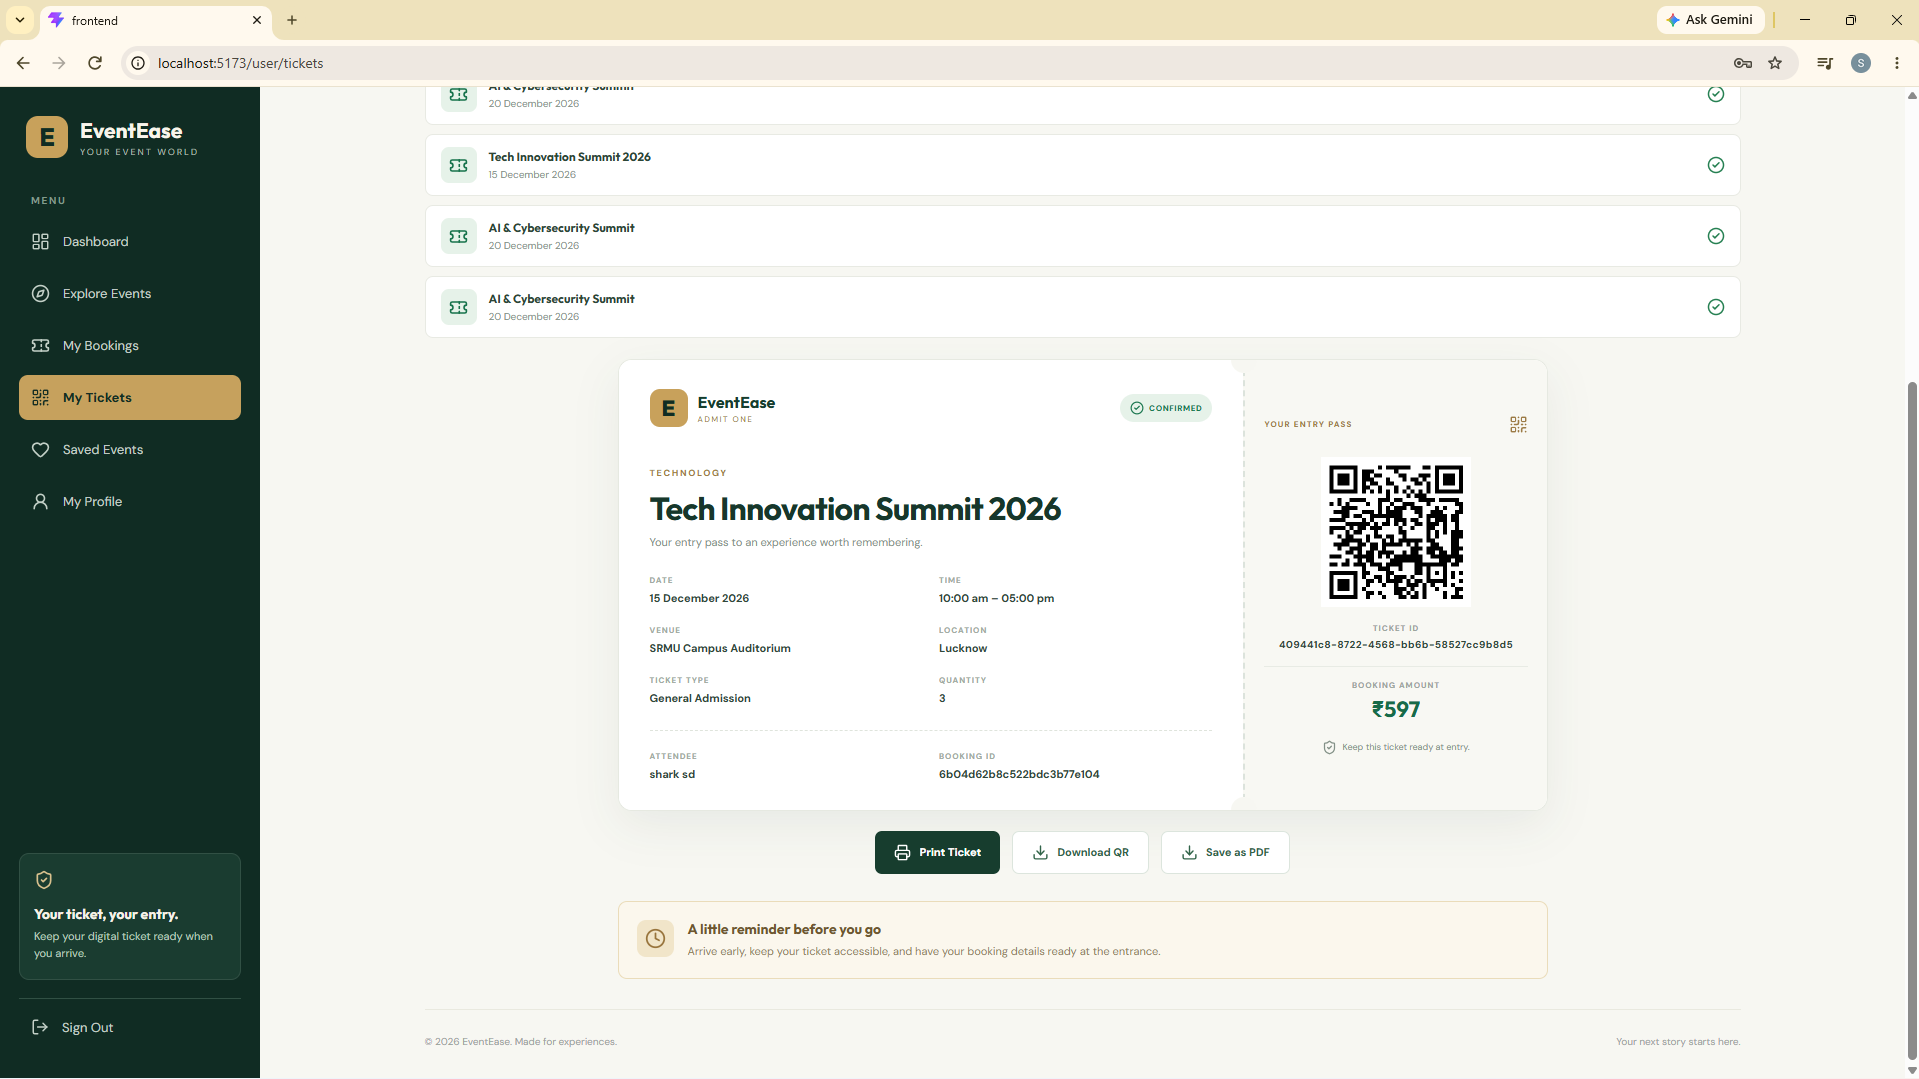 frontend
Ask Gemini
localhost:5173/user/tickets
S
E
EventEase
YOUR EVENT WORLD
MENU
Dashboard
Explore Events
My Bookings
My Tickets
Saved Events
My Profile
Your ticket, your entry.
Keep your digital ticket ready when
you arrive.
Sign Out
AI & Cybersecurity Summit
20 December 2026
Tech Innovation Summit 2026
15 December 2026
AI & Cybersecurity Summit
20 December 2026
AI & Cybersecurity Summit
20 December 2026
E
EventEase
ADMIT ONE
CONFIRMED
TECHNOLOGY
Tech Innovation Summit 2026
Your entry pass to an experience worth remembering.
DATE
15 December 2026
TIME
10:00 am – 05:00 pm
VENUE
SRMU Campus Auditorium
LOCATION
Lucknow
TICKET TYPE
General Admission
QUANTITY
3
ATTENDEE
shark sd
BOOKING ID
6b04d62b8c522bdc3b77e104
YOUR ENTRY PASS
TICKET ID
409441c8-8722-4568-bb6b-58527cc9b8d5
BOOKING AMOUNT
₹597
Keep this ticket ready at entry.
Print Ticket
Download QR
Save as PDF
A little reminder before you go
Arrive early, keep your ticket accessible, and have your booking details ready at the entrance.
© 2026 EventEase. Made for experiences.
Your next story starts here.